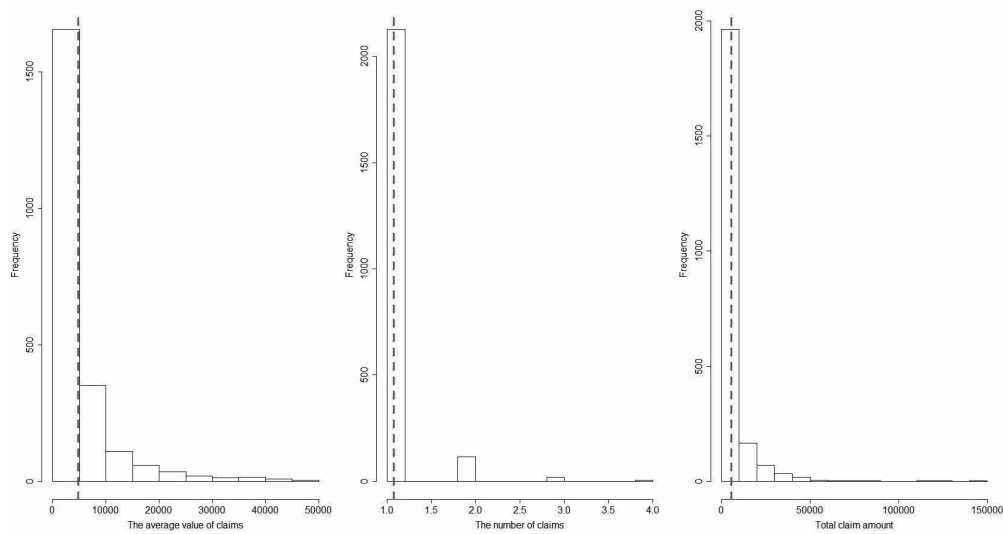 Frequency
1500
1000
500
0
0 10000 20000 30000 40000 50000
The average value of claims
Frequency
2000
1500
1000
500
0
1.0 1.5 2.0 2.5 3.0 3.5 4.0
The number of claims
Frequency
2000
1500
1000
500
0
0 50000 100000 150000
Total claim amount